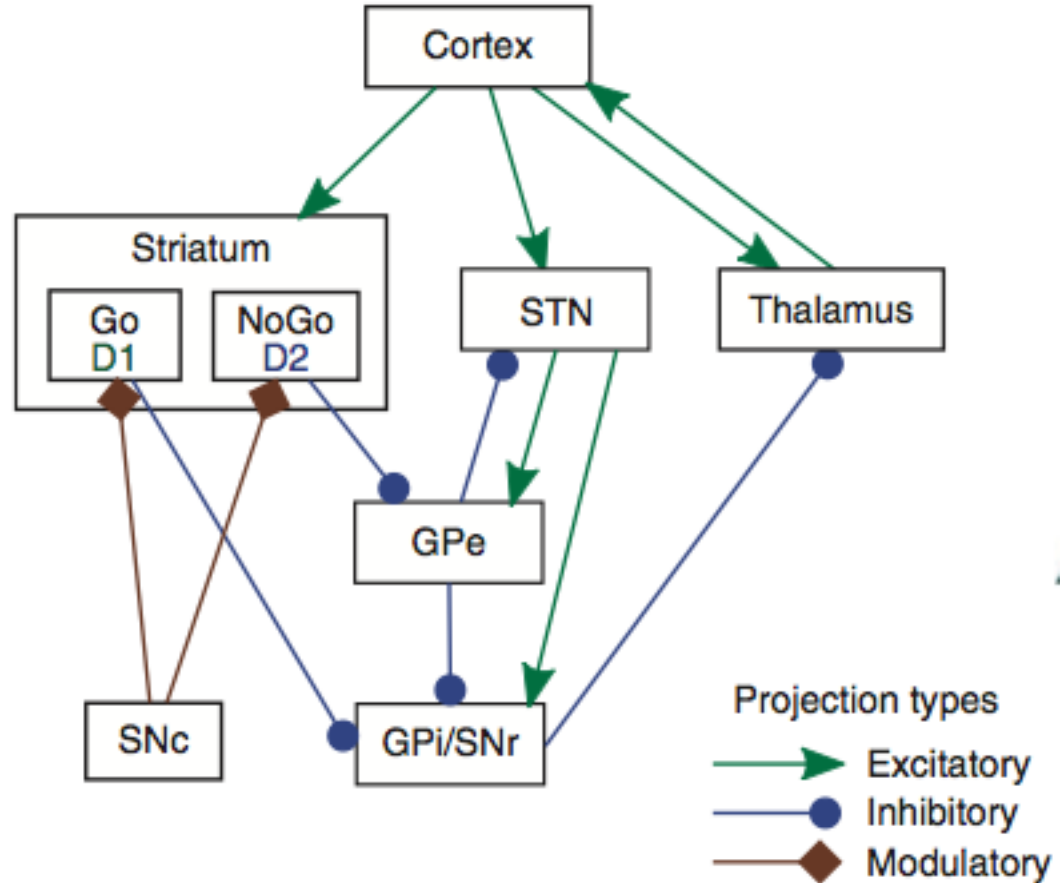 Cortex
Striatum
Go
D1
NoGo
D2
STN
Thalamus
GPe
SNc
GPi/SNr
Projection types
Excitatory
Inhibitory
Modulatory